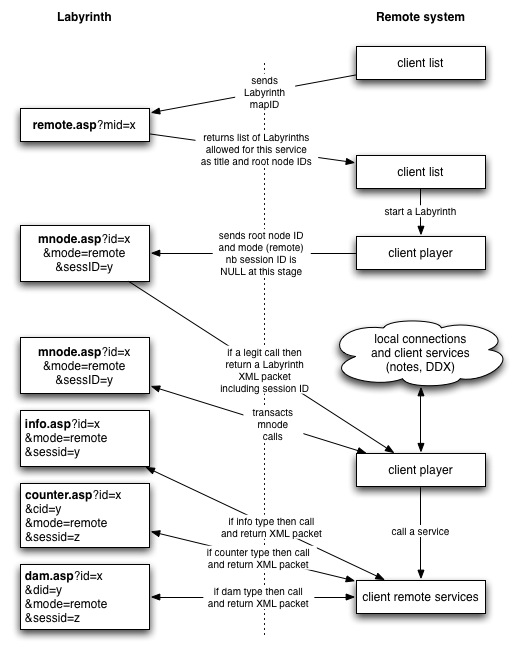 Labyrinth
Remote system
client list
sends
Labyrinth
mapID
remote.asp?mid=x
returns list of Labyrinths
allowed for this service
as title and root node IDs
client list
start a Labyrinth
mnode.asp?id=x
&mode=remote
&sessID=y
sends root node ID
and mode (remote)
nb session ID is
NULL at this stage
client player
local connections
and client services
(notes, DDX)
mnode.asp?id=x
&mode=remote
&sessID=y
if a legit call then
return a Labyrinth
XML packet
including session ID
transacts
mnode
calls
info.asp?id=x
&mode=remote
&sessid=y
client player
counter.asp?id=x
&cid=y
&mode=remote
&sessid=z
if info type then call
and return XML packet
call a service
if counter type then call
and return XML packet
dam.asp?id=x
&did=y
&mode=remote
&sessid=z
if dam type then call
and return XML packet
client remote services